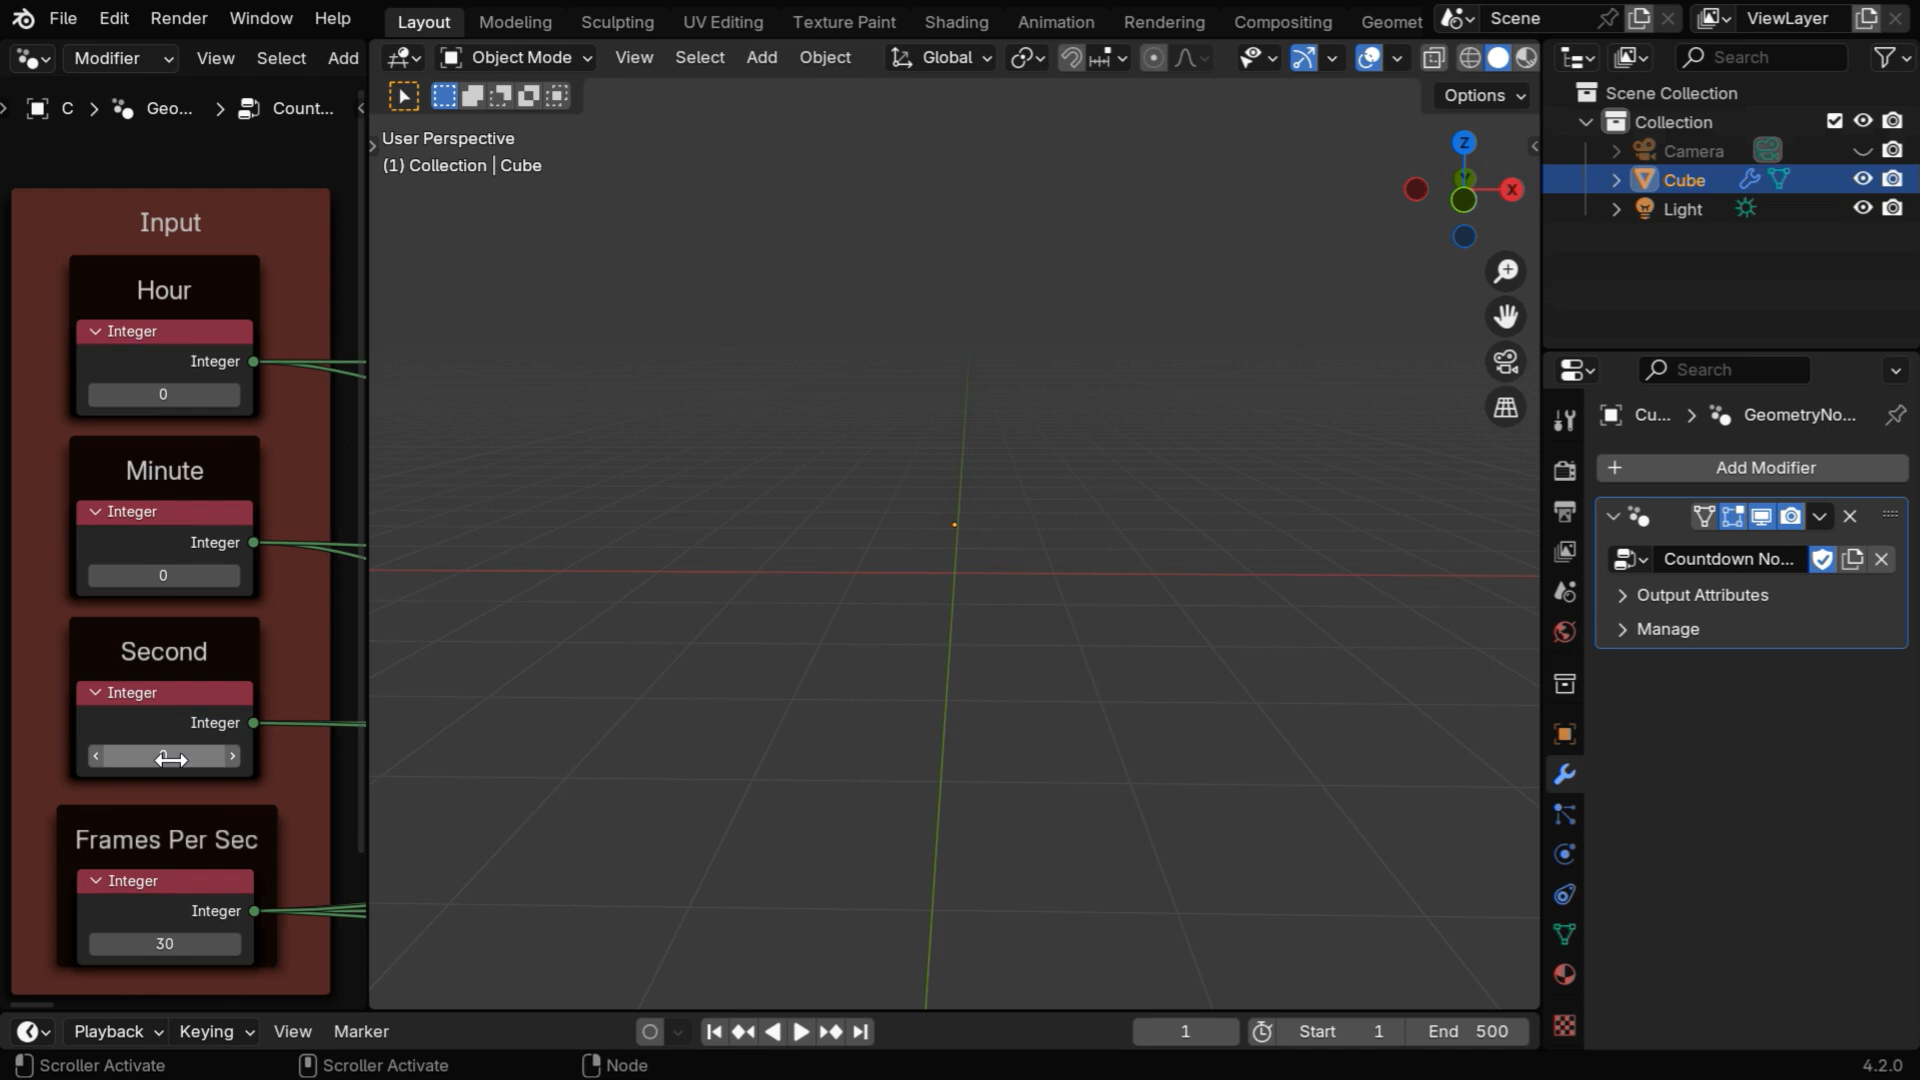 File Edit Render Window Help
Layout Modeling Sculpting UV Editing Texture Paint Shading Animation Rendering Compositing Geomet
Scene
ViewLayer
Modifier View Select Add
Object Mode View Select Add Object
Global
Search
C Geo... Count...
Options
User Perspective
(1) Collection | Cube
Z
Y
X
Scene Collection
Collection
Camera
Cube
Light
Input
Hour
Integer
Integer
0
Minute
Integer
Integer
0
Second
Integer
Integer
Frames Per Sec
Integer
Integer
30
Search
Cu... GeometryNo...
+ Add Modifier
Countdown No...
Output Attributes
Manage
Playback Keying View Marker
1
Start 1
End 500
Scroller Activate
Scroller Activate
Node
4.2.0